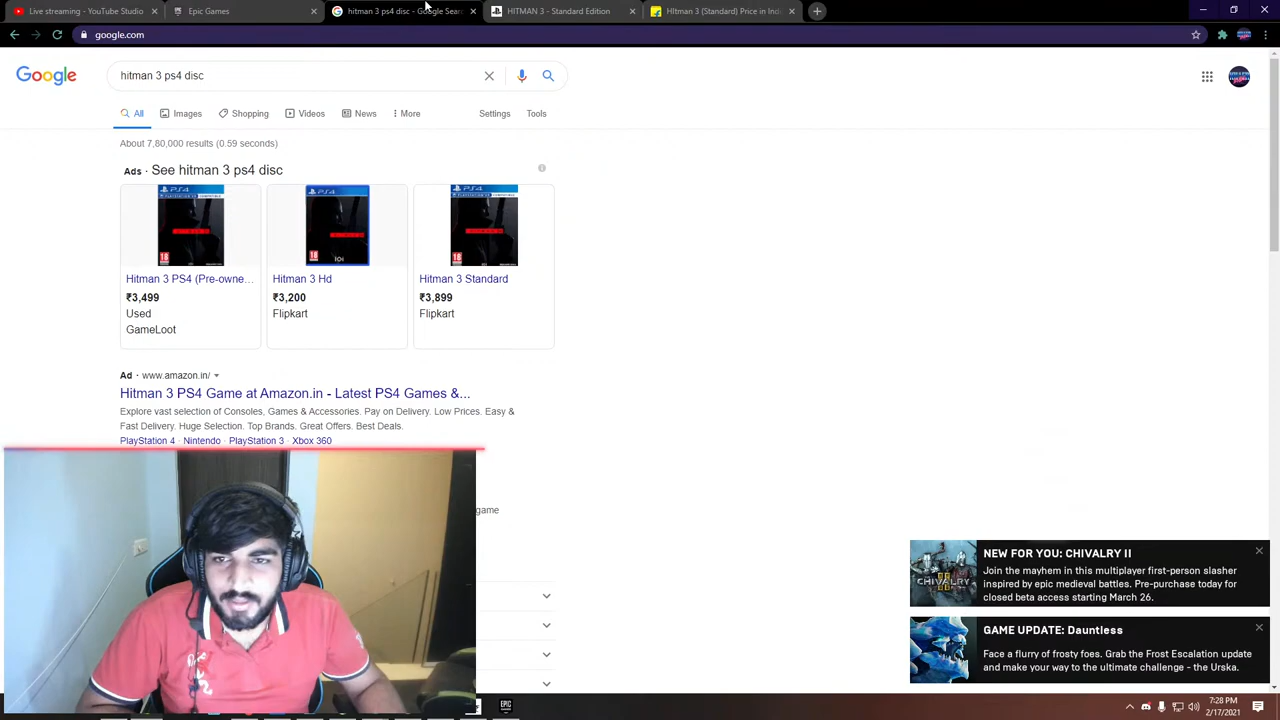 Live streaming - YouTube Studio
Epic Games
hitman 3 ps4 disc - Google Sear
HITMAN 3 - Standard Edition
HItman 3 (Standard) Price in Ind
google.com
Google
hitman 3 ps4 disc
All
Images
Shopping
Videos
News
More
Settings
Tools
About 7,80,000 results (0.59 seconds)
Ads · See hitman 3 ps4 disc
Hitman 3 PS4 (Pre-owne...
₹3,499
Used
GameLoot
Hitman 3 Hd
₹3,200
Flipkart
Hitman 3 Standard
₹3,899
Flipkart
Ad · www.amazon.in/
Hitman 3 PS4 Game at Amazon.in - Latest PS4 Games &...
Explore vast selection of Consoles, Games & Accessories. Pay on Delivery. Low Prices. Easy &
Fast Delivery. Huge Selection. Top Brands. Great Offers. Best Deals.
PlayStation 4 · Nintendo · PlayStation 3 · Xbox 360
game
NEW FOR YOU: CHIVALRY II
Join the mayhem in this multiplayer first-person slasher
inspired by epic medieval battles. Pre-purchase today for
closed beta access starting March 26.
GAME UPDATE: Dauntless
Face a flurry of frosty foes. Grab the Frost Escalation update
and make your way to the ultimate challenge - the Urska.
EPIC
7:28 PM
2/17/2021